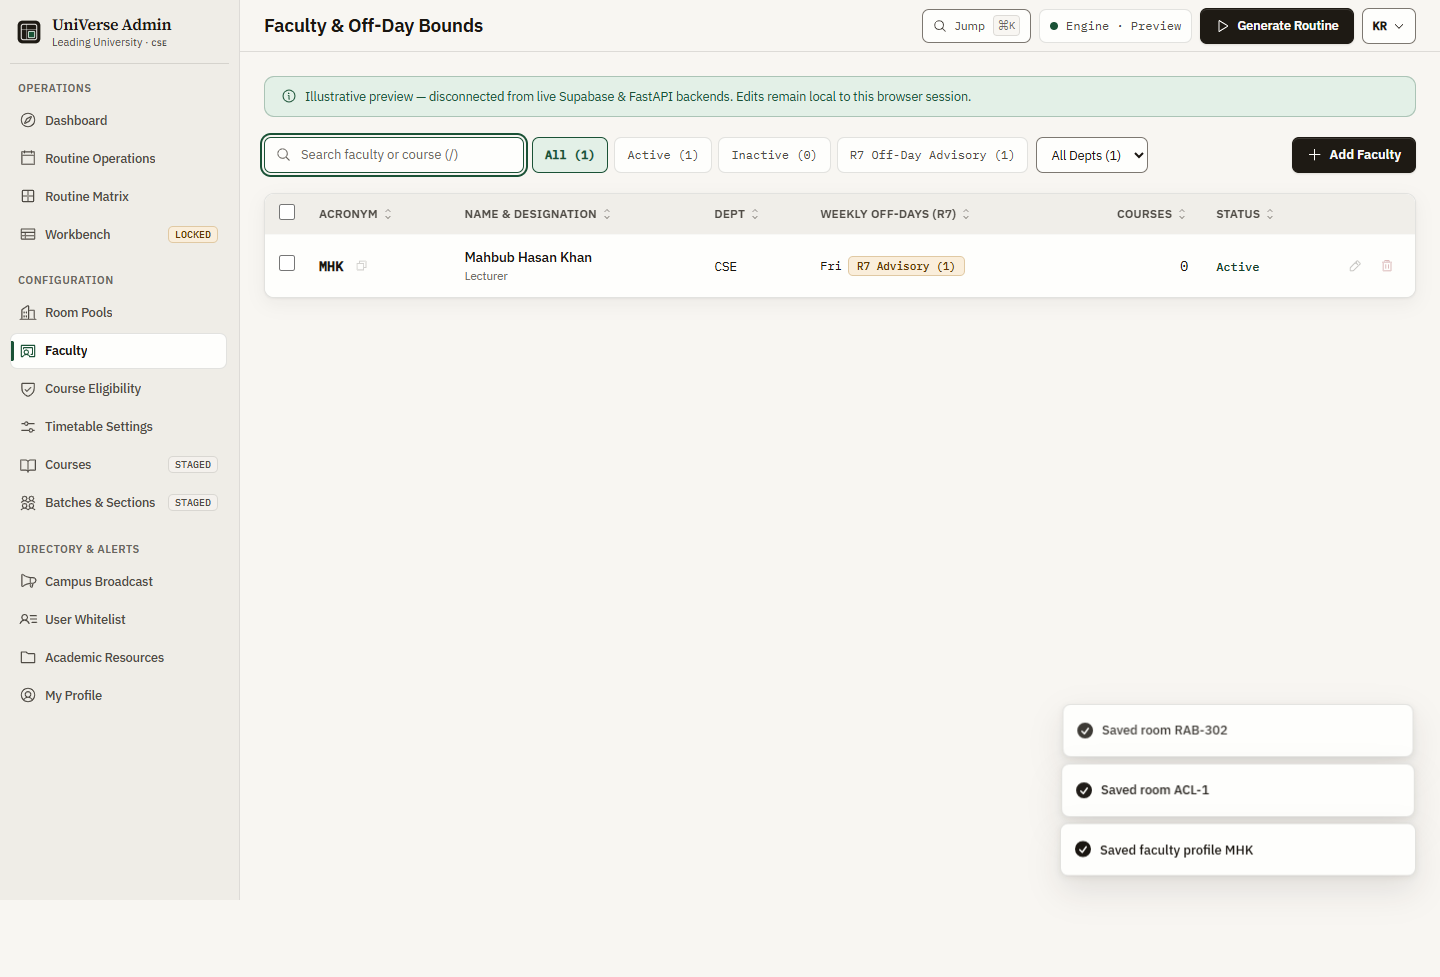 UniVerse Admin
Leading University · CSE
OPERATIONS
Dashboard
Routine Operations
Routine Matrix
Workbench LOCKED
CONFIGURATION
Room Pools
Faculty
Course Eligibility
Timetable Settings
Courses STAGED
Batches & Sections STAGED
DIRECTORY & ALERTS
Campus Broadcast
User Whitelist
Academic Resources
My Profile
Faculty & Off-Day Bounds
Jump ⌘K
Engine · Preview
Generate Routine
KR
Illustrative preview — disconnected from live Supabase & FastAPI backends. Edits remain local to this browser session.
Search faculty or course (/)
All (1)
Active (1)
Inactive (0)
R7 Off-Day Advisory (1)
All Depts (1)
Add Faculty
ACRONYM NAME & DESIGNATION DEPT WEEKLY OFF-DAYS (R7) COURSES STATUS
MHK Mahbub Hasan Khan CSE Fri R7 Advisory (1) 0 Active
Lecturer
Saved room RAB-302
Saved room ACL-1
Saved faculty profile MHK